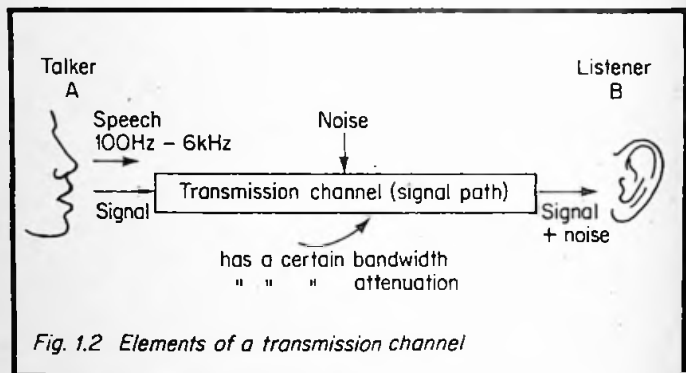 Talker
A
Listener
B
Speech
100Hz – 6kHz
Noise
Signal
Transmission channel (signal path)
Signal
+ noise
has a certain bandwidth
" " " attenuation
Fig. 1.2 Elements of a transmission channel